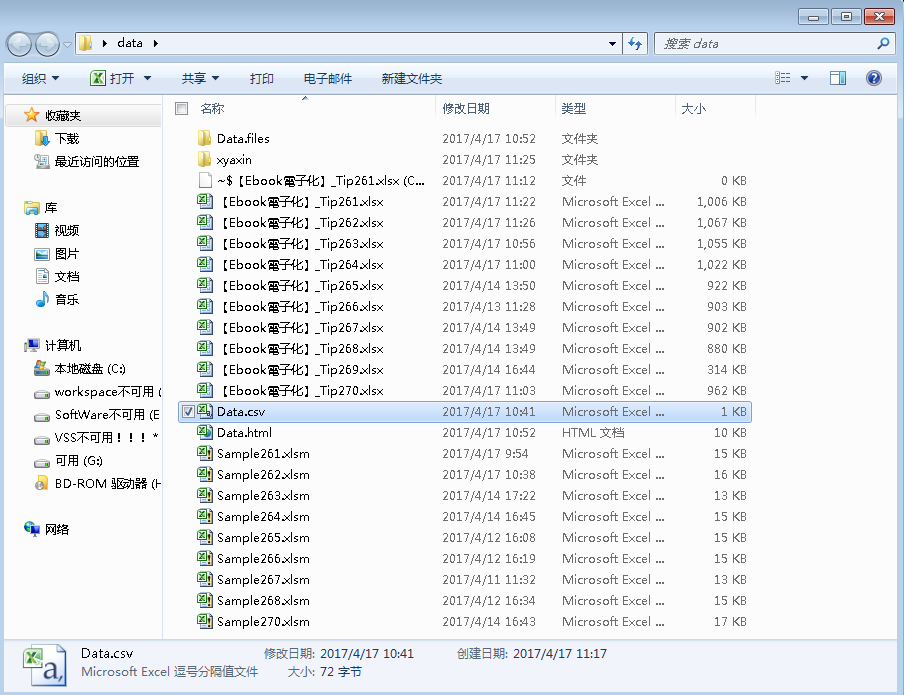 data
搜索 data
组织 打开 共享 打印 电子邮件 新建文件夹
收藏夹
下载
最近访问的位置
库
视频
图片
文档
音乐
计算机
本地磁盘 (C:)
workspace不可用 (
SoftWare不可用 (E
VSS不可用！！！ *
可用 (G:)
BD-ROM 驱动器 (H
网络
名称 修改日期 类型 大小
Data.files 2017/4/17 10:52 文件夹
xyaxin 2017/4/17 11:25 文件夹
~$【Ebook電子化】_Tip261.xlsx (C... 2017/4/17 11:12 文件 0 KB
【Ebook電子化】_Tip261.xlsx 2017/4/17 11:22 Microsoft Excel ... 1,006 KB
【Ebook電子化】_Tip262.xlsx 2017/4/17 11:26 Microsoft Excel ... 1,067 KB
【Ebook電子化】_Tip263.xlsx 2017/4/17 10:56 Microsoft Excel ... 1,055 KB
【Ebook電子化】_Tip264.xlsx 2017/4/17 11:00 Microsoft Excel ... 1,022 KB
【Ebook電子化】_Tip265.xlsx 2017/4/14 13:50 Microsoft Excel ... 922 KB
【Ebook電子化】_Tip266.xlsx 2017/4/13 11:28 Microsoft Excel ... 903 KB
【Ebook電子化】_Tip267.xlsx 2017/4/14 13:49 Microsoft Excel ... 902 KB
【Ebook電子化】_Tip268.xlsx 2017/4/14 13:49 Microsoft Excel ... 880 KB
【Ebook電子化】_Tip269.xlsx 2017/4/14 16:44 Microsoft Excel ... 314 KB
【Ebook電子化】_Tip270.xlsx 2017/4/17 11:03 Microsoft Excel ... 962 KB
Data.csv 2017/4/17 10:41 Microsoft Excel ... 1 KB
Data.html 2017/4/17 10:52 HTML 文档 10 KB
Sample261.xlsm 2017/4/17 9:54 Microsoft Excel ... 15 KB
Sample262.xlsm 2017/4/17 10:38 Microsoft Excel ... 16 KB
Sample263.xlsm 2017/4/14 17:22 Microsoft Excel ... 13 KB
Sample264.xlsm 2017/4/14 16:45 Microsoft Excel ... 15 KB
Sample265.xlsm 2017/4/12 16:08 Microsoft Excel ... 15 KB
Sample266.xlsm 2017/4/12 16:19 Microsoft Excel ... 15 KB
Sample267.xlsm 2017/4/11 11:32 Microsoft Excel ... 13 KB
Sample268.xlsm 2017/4/12 16:34 Microsoft Excel ... 15 KB
Sample270.xlsm 2017/4/14 16:43 Microsoft Excel ... 17 KB
Data.csv 修改日期: 2017/4/17 10:41 创建日期: 2017/4/17 11:17
Microsoft Excel 逗号分隔值文件 大小: 72 字节